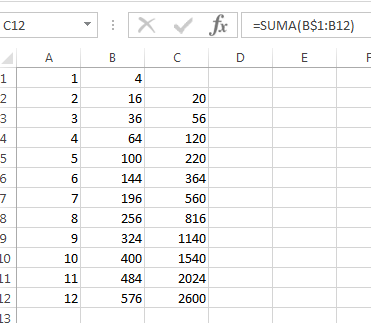 C12 fx =SUMA(B$1:B12)
A B C D E F
1 1 4
2 2 16 20
3 3 36 56
4 4 64 120
5 5 100 220
6 6 144 364
7 7 196 560
8 8 256 816
9 9 324 1140
10 10 400 1540
11 11 484 2024
12 12 576 2600
13